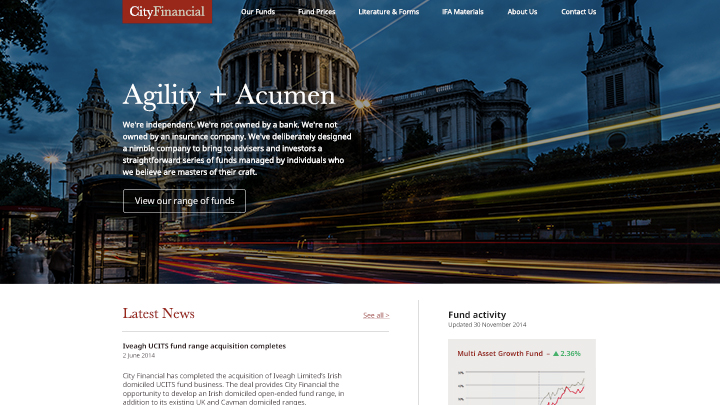 CityFinancial
Our Funds Fund Prices Literature & Forms IFA Materials About Us Contact Us
Agility + Acumen
We're independent. We're not owned by a bank. We're not
owned by an insurance company. We've deliberately designed
a nimble company to bring to advisers and investors a
straightforward series of funds managed by individuals who
we believe are masters of their craft.
View our range of funds
Latest News
See all >
Iveagh UCITS fund range acquisition completes
2 June 2014
City Financial has completed the acquisition of Iveagh Limited's Irish
domiciled UCITS fund business. The deal provides City Financial the
opportunity to develop an Irish domiciled open-ended fund range, in
addition to its existing UK and Cayman domiciled ranges.
Fund activity
Updated 30 November 2014
Multi Asset Growth Fund – ▲ 2.36%